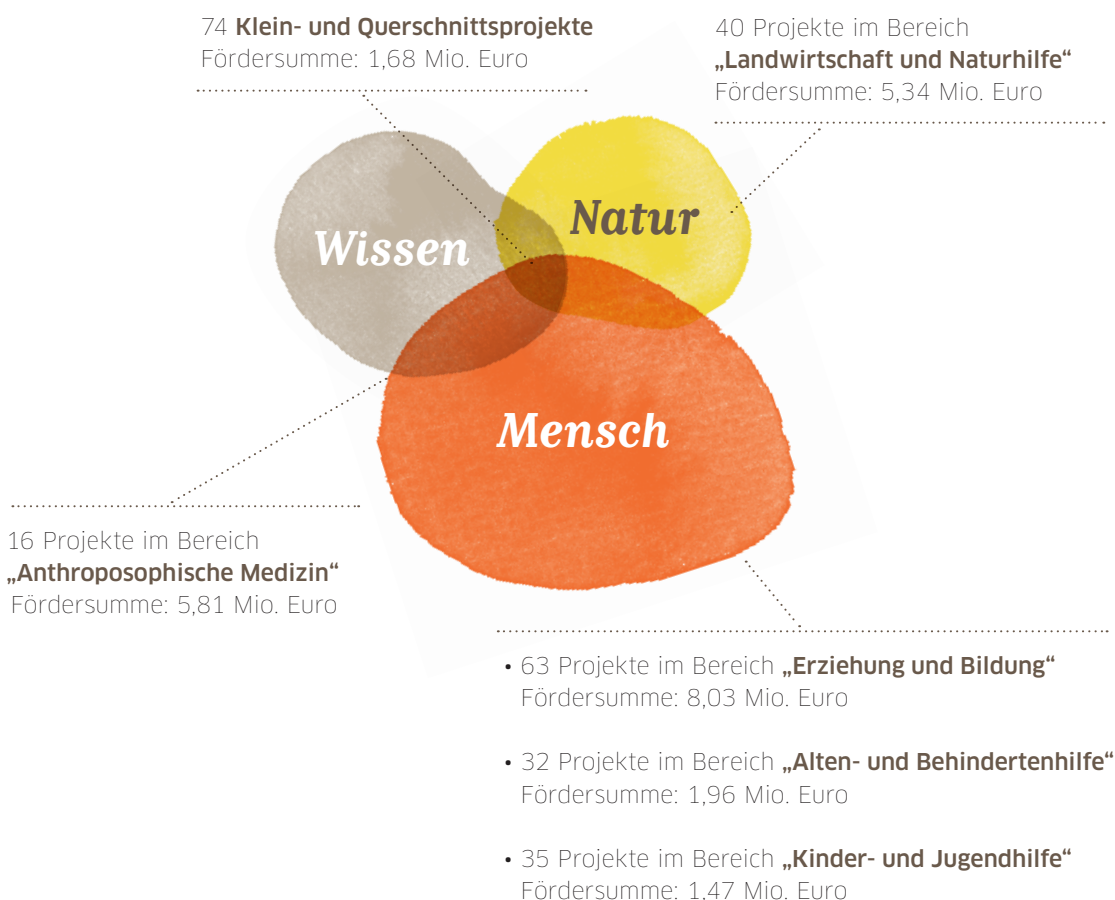 74 Klein- und Querschnittsprojekte
Fördersumme: 1,68 Mio. Euro
40 Projekte im Bereich
„Landwirtschaft und Naturhilfe“
Fördersumme: 5,34 Mio. Euro
Wissen
Natur
Mensch
16 Projekte im Bereich
„Anthroposophische Medizin“
Fördersumme: 5,81 Mio. Euro
• 63 Projekte im Bereich „Erziehung und Bildung“
Fördersumme: 8,03 Mio. Euro
• 32 Projekte im Bereich „Alten- und Behindertenhilfe“
Fördersumme: 1,96 Mio. Euro
• 35 Projekte im Bereich „Kinder- und Jugendhilfe“
Fördersumme: 1,47 Mio. Euro